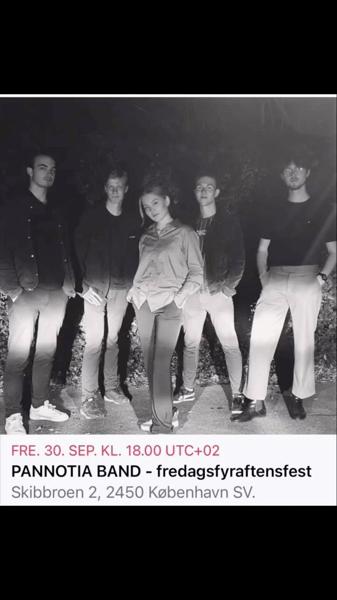 FRE. 30. SEP. KL. 18.00 UTC+02
PANNOTIA BAND - fredagsfyraftensfest
Skibbroen 2, 2450 København SV.